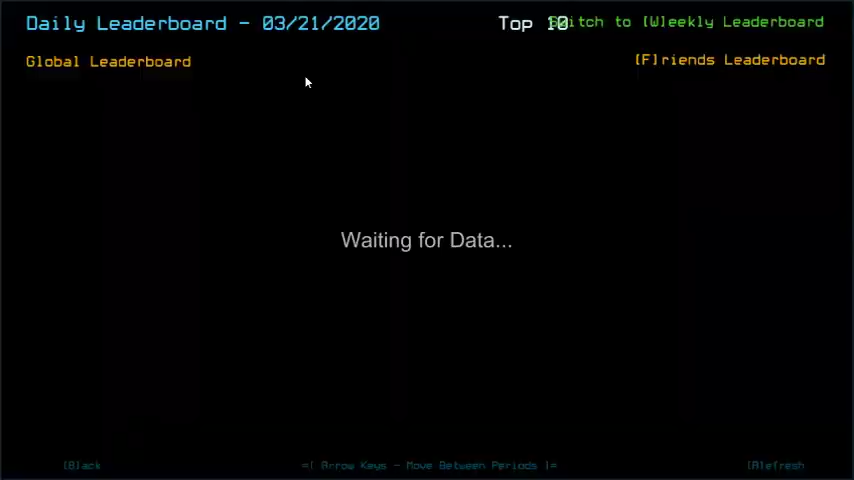 Daily Leaderboard - 03/21/2020
Top 10
Switch to [W]eekly Leaderboard
Global Leaderboard
[F]riends Leaderboard
Waiting for Data...
[B]ack
=[ Arrow Keys - Move Between Periods ]=
[R]efresh